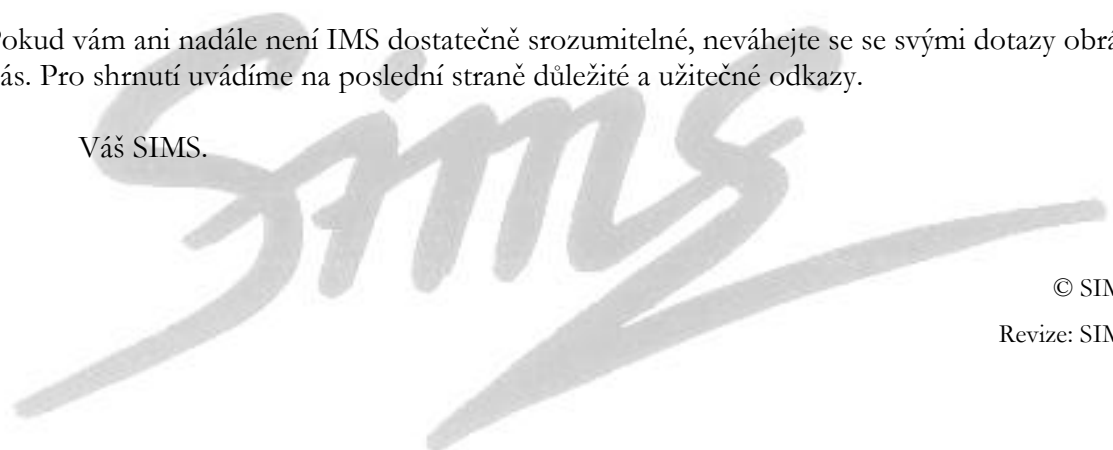 Pokud vám ani nadále není IMS dostatečně srozumitelné, neváhejte se se svými dotazy obrá
ás. Pro shrnutí uvádíme na poslední straně důležité a užitečné odkazy.
Sims
Váš SIMS.
© SIM
Revize: SIM